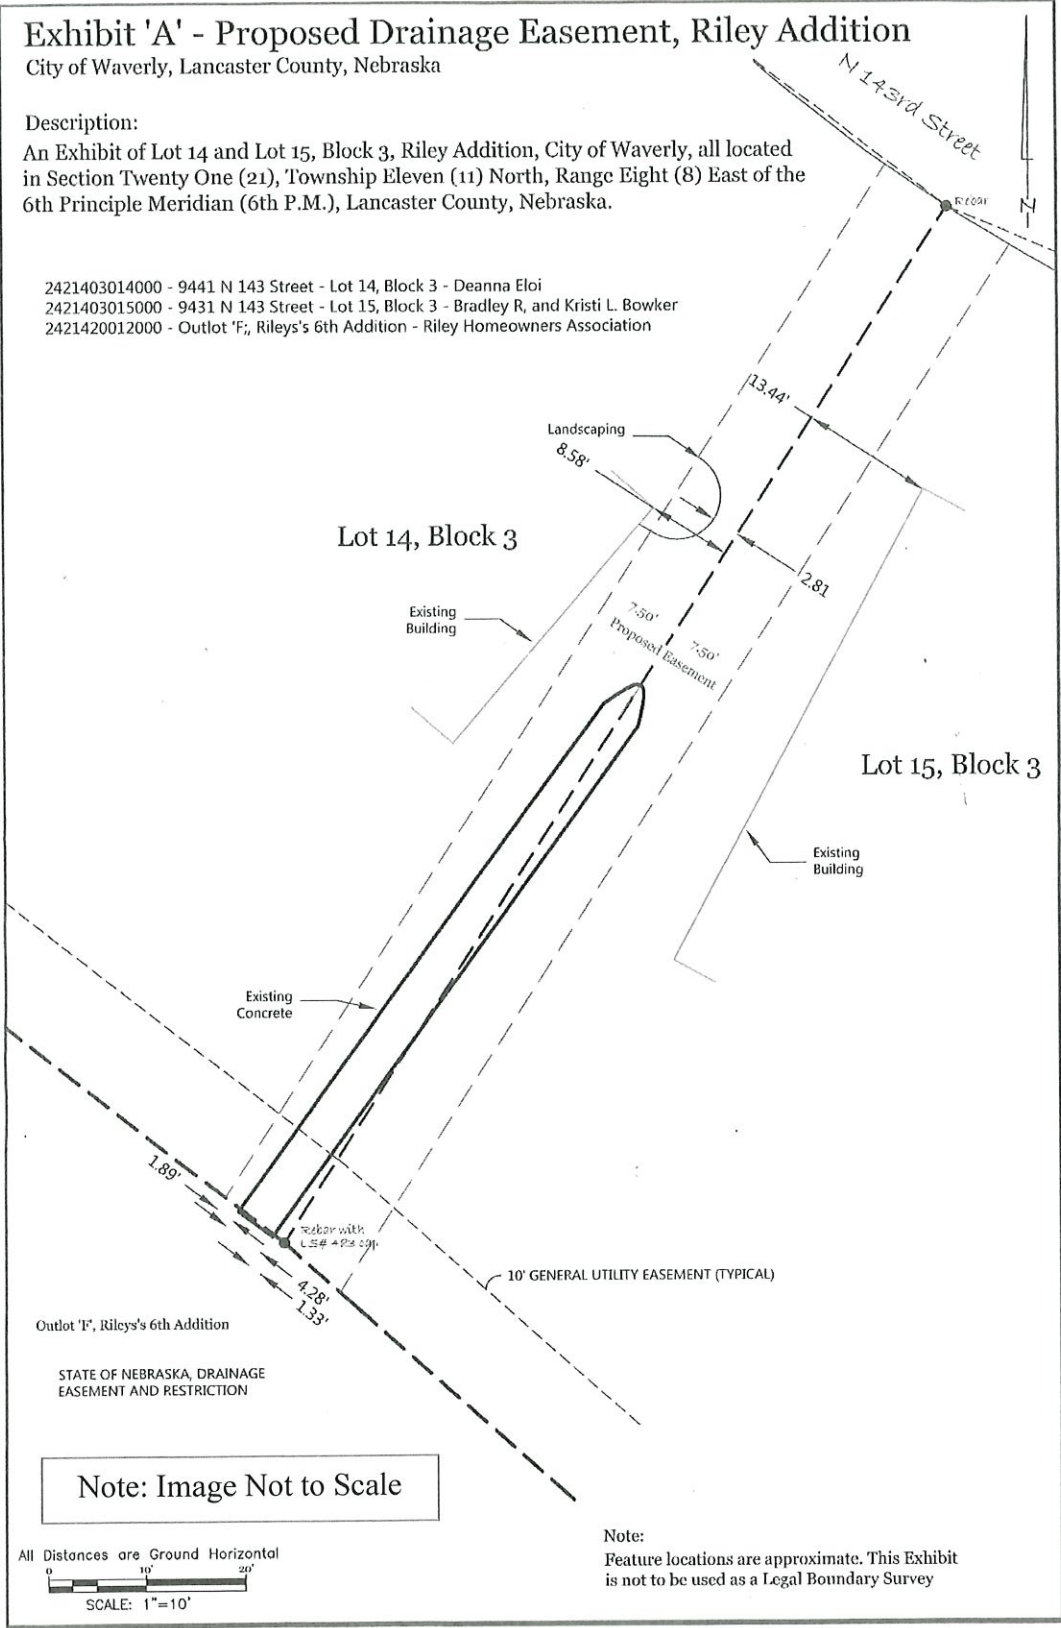 Exhibit 'A' - Proposed Drainage Easement, Riley Addition
City of Waverly, Lancaster County, Nebraska
N 143rd Street
Description:
An Exhibit of Lot 14 and Lot 15, Block 3, Riley Addition, City of Waverly, all located
in Section Twenty One (21), Township Eleven (11) North, Range Eight (8) East of the
6th Principle Meridian (6th P.M.), Lancaster County, Nebraska.
Rebar
N
2421403014000 - 9441 N 143 Street - Lot 14, Block 3 - Deanna Eloi
2421403015000 - 9431 N 143 Street - Lot 15, Block 3 - Bradley R, and Kristi L. Bowker
2421420012000 - Outlot 'F;, Rileys's 6th Addition - Riley Homeowners Association
13.44'
Landscaping
8.58'
Lot 14, Block 3
2.81
Existing
Building
7.50'
7.50'
Proposed Easement
Lot 15, Block 3
Existing
Building
Existing
Concrete
1.89'
Rebar with
LS# 483 cap
4.28'
1.33'
10' GENERAL UTILITY EASEMENT (TYPICAL)
Outlot 'F', Rileys's 6th Addition
STATE OF NEBRASKA, DRAINAGE
EASEMENT AND RESTRICTION
Note: Image Not to Scale
All Distances are Ground Horizontal
0 10' 20'
SCALE: 1"=10'
Note:
Feature locations are approximate. This Exhibit
is not to be used as a Legal Boundary Survey